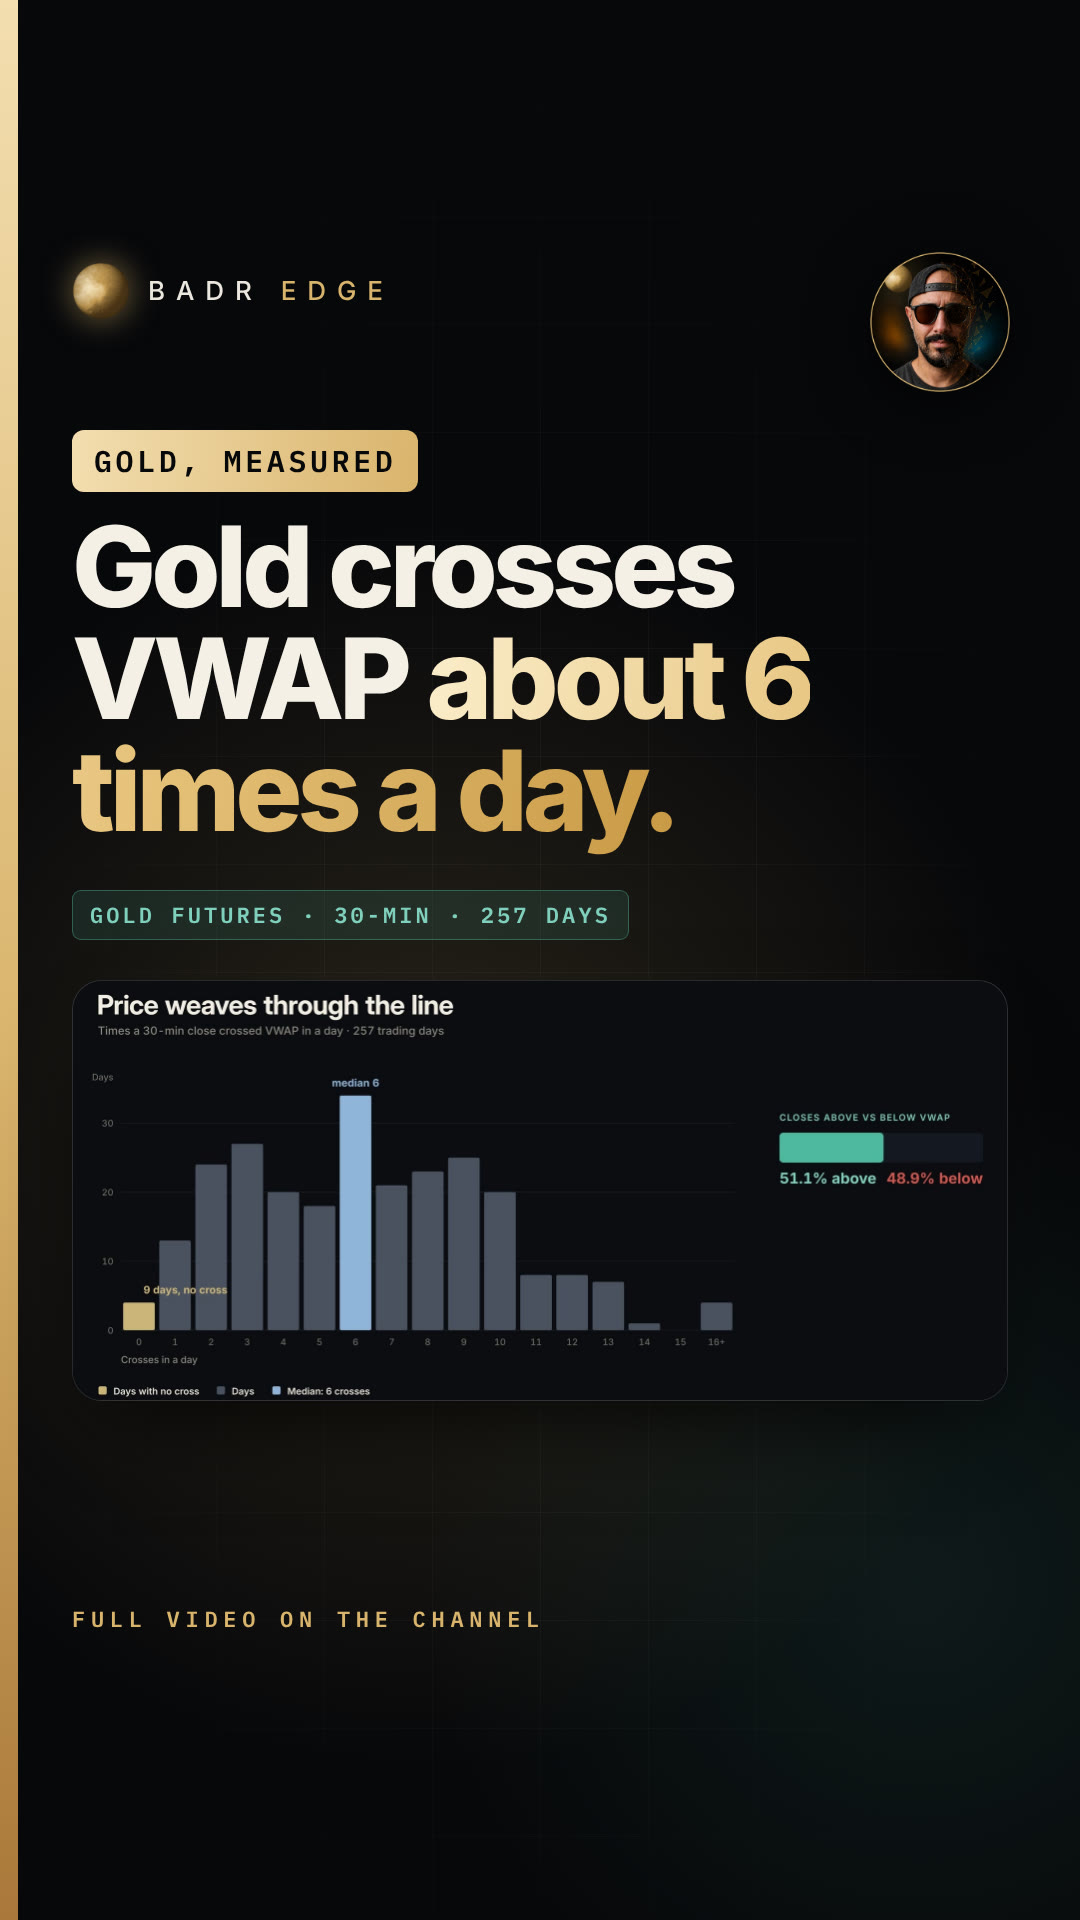 BADR EDGE
GOLD, MEASURED
Gold crosses
VWAP about 6
times a day.
GOLD FUTURES · 30-MIN · 257 DAYS
Price weaves through the line
Times a 30-min close crossed VWAP in a day · 257 trading days
Days
median 6
30
20
10
0
9 days, no cross
0 1 2 3 4 5 6 7 8 9 10 11 12 13 14 15 16+
Crosses in a day
Days with no cross Days Median: 6 crosses
CLOSES ABOVE VS BELOW VWAP
51.1% above 48.9% below
FULL VIDEO ON THE CHANNEL